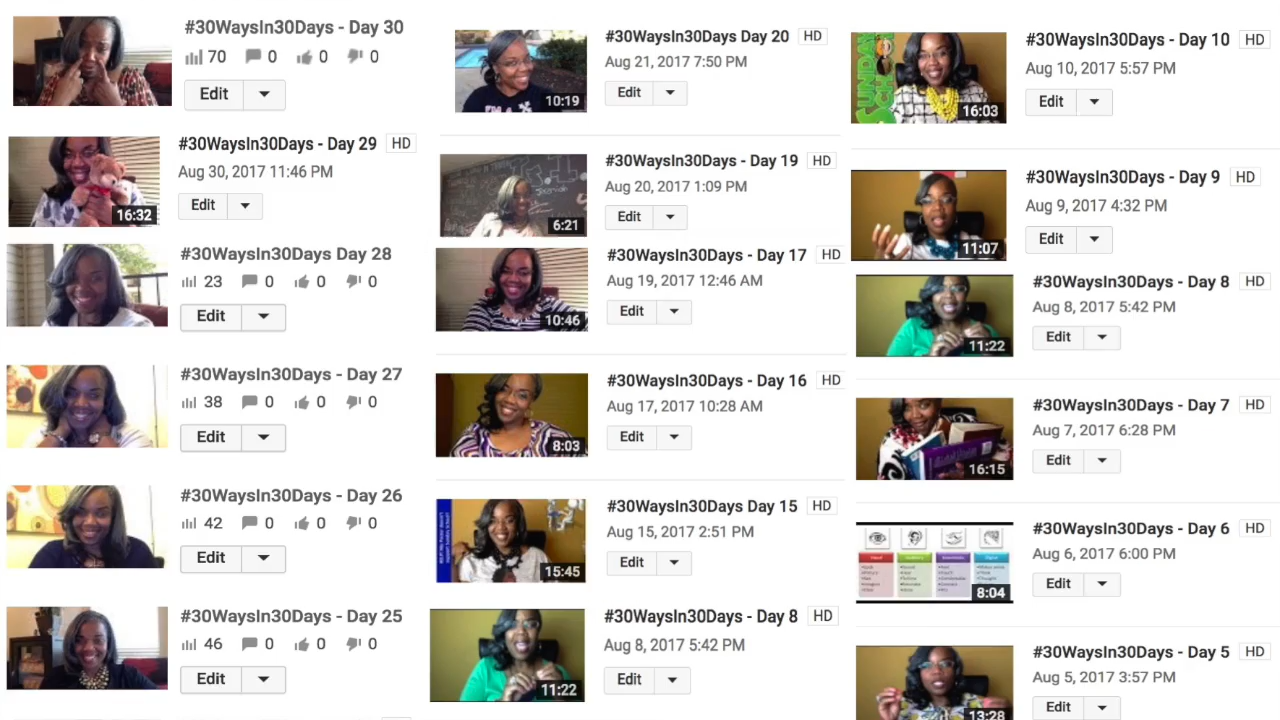 #30WaysIn30Days - Day 30
70 0 0 0
Edit
#30WaysIn30Days - Day 29 HD
Aug 30, 2017 11:46 PM
16:32
Edit
#30WaysIn30Days Day 28
23 0 0 0
Edit
#30WaysIn30Days - Day 27
38 0 0 0
Edit
#30WaysIn30Days - Day 26
42 0 0 0
Edit
#30WaysIn30Days - Day 25
46 0 0 0
Edit
#30WaysIn30Days Day 20 HD
Aug 21, 2017 7:50 PM
10:19
Edit
#30WaysIn30Days - Day 19 HD
Aug 20, 2017 1:09 PM
6:21
Edit
#30WaysIn30Days - Day 17 HD
Aug 19, 2017 12:46 AM
10:46
Edit
#30WaysIn30Days - Day 16 HD
Aug 17, 2017 10:28 AM
8:03
Edit
#30WaysIn30Days Day 15 HD
Aug 15, 2017 2:51 PM
15:45
Edit
#30WaysIn30Days - Day 8 HD
Aug 8, 2017 5:42 PM
11:22
Edit
#30WaysIn30Days - Day 10 HD
Aug 10, 2017 5:57 PM
SUNDAY
SCHOOL
16:03
Edit
#30WaysIn30Days - Day 9 HD
Aug 9, 2017 4:32 PM
11:07
Edit
#30WaysIn30Days - Day 8 HD
Aug 8, 2017 5:42 PM
11:22
Edit
#30WaysIn30Days - Day 7 HD
Aug 7, 2017 6:28 PM
16:15
Edit
#30WaysIn30Days - Day 6 HD
Aug 6, 2017 6:00 PM
8:04
Edit
#30WaysIn30Days - Day 5 HD
Aug 5, 2017 3:57 PM
13:28
Edit